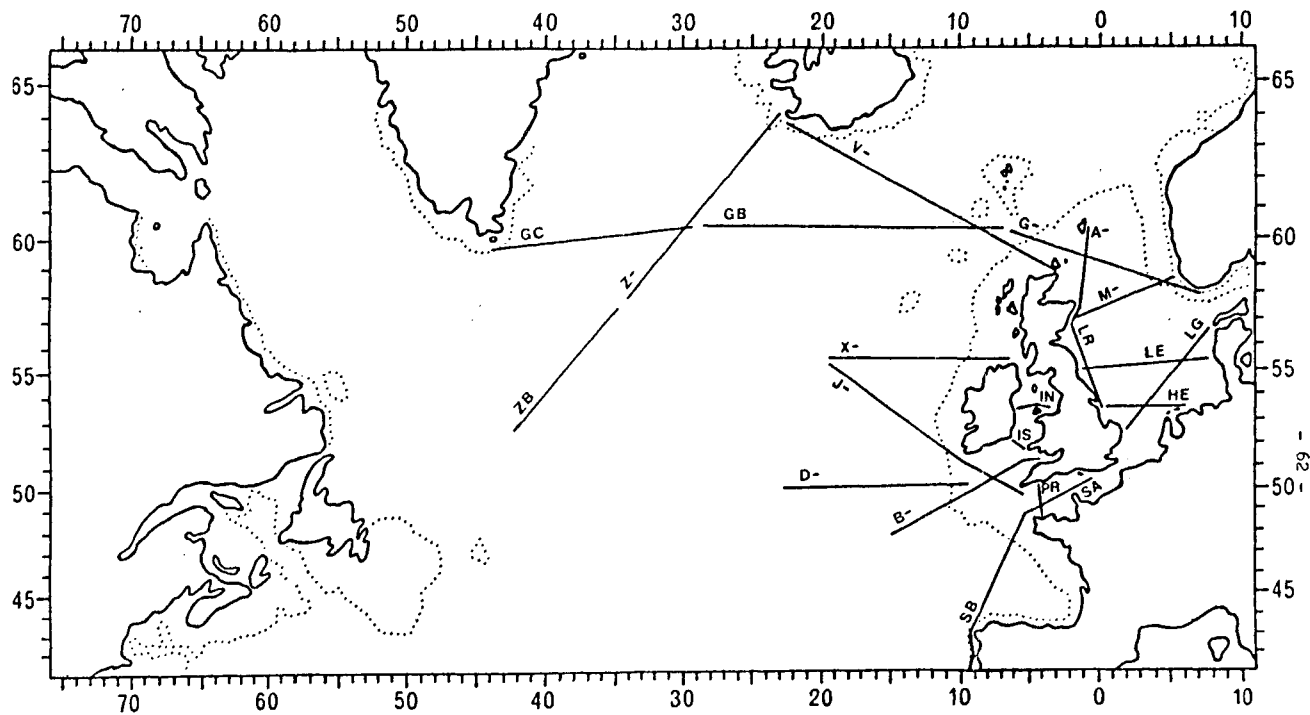 70 60 50 40 30 20 10 0 10
65 65
V-
GC GB G- A-
60 60
Z- M-
LR LG
X- LE
55 55
J-
ZB IN HE
IS
- 62 -
D-
50 PR SA 50
B-
45 45
SB
70 60 50 40 30 20 10 0 10